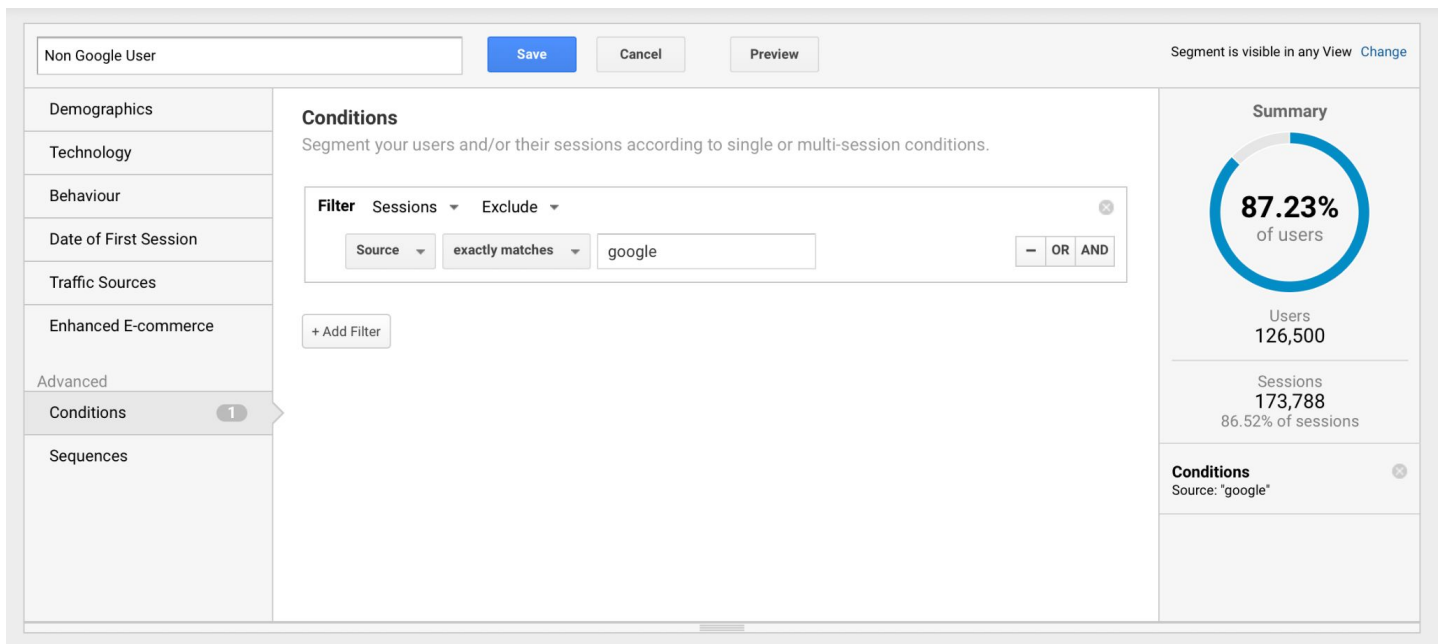 Non Google User
Save
Cancel
Preview
Segment is visible in any View Change
Demographics
Technology
Behaviour
Date of First Session
Traffic Sources
Enhanced E-commerce
Advanced
Conditions 1
Sequences
Conditions
Segment your users and/or their sessions according to single or multi-session conditions.
Filter Sessions Exclude
Source exactly matches google – OR AND
+ Add Filter
Summary
87.23%
of users
Users
126,500
Sessions
173,788
86.52% of sessions
Conditions
Source: "google"